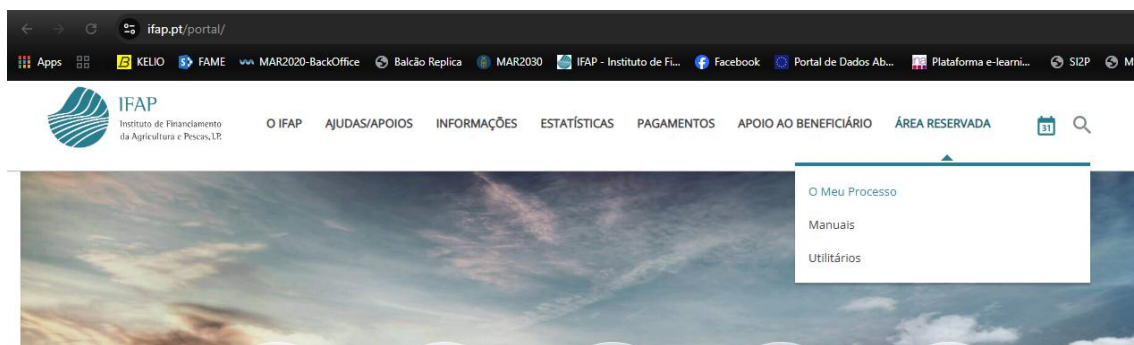 ifap.pt/portal/
Apps KELIO FAME MAR2020-BackOffice Balcão Replica MAR2030 IFAP - Instituto de Fi... Facebook Portal de Dados Ab... Plataforma e-learni... SI2P M
IFAP
Instituto de Financiamento
da Agricultura e Pescas, I.P.
O IFAP AJUDAS/APOIOS INFORMAÇÕES ESTATÍSTICAS PAGAMENTOS APOIO AO BENEFICIÁRIO ÁREA RESERVADA 31
O Meu Processo
Manuais
Utilitários